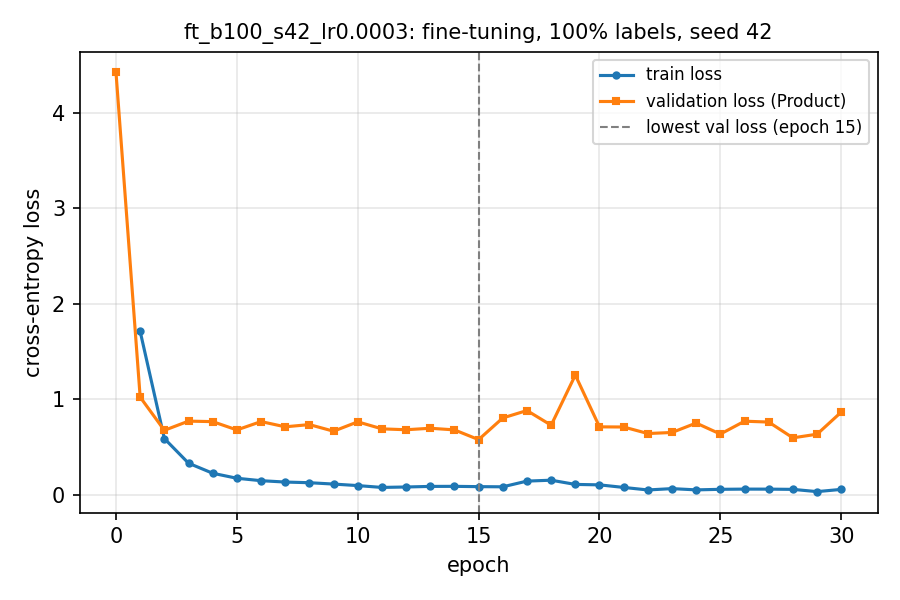 ft_b100_s42_lr0.0003: fine-tuning, 100% labels, seed 42
train loss
validation loss (Product)
lowest val loss (epoch 15)
cross-entropy loss
4
3
2
1
0
0 5 10 15 20 25 30
epoch